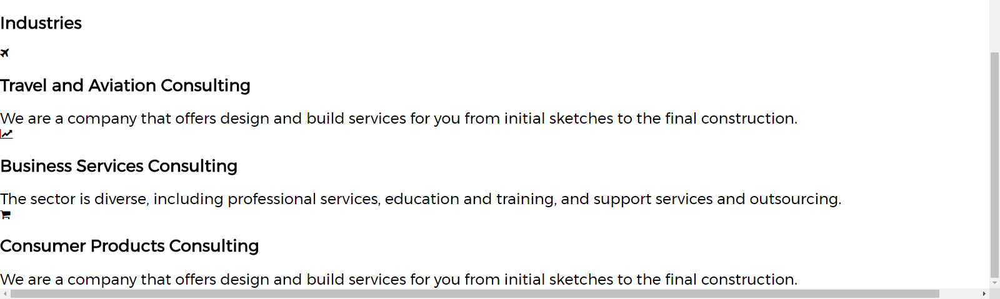 Industries
Travel and Aviation Consulting
We are a company that offers design and build services for you from initial sketches to the final construction.
Business Services Consulting
The sector is diverse, including professional services, education and training, and support services and outsourcing.
Consumer Products Consulting
We are a company that offers design and build services for you from initial sketches to the final construction.